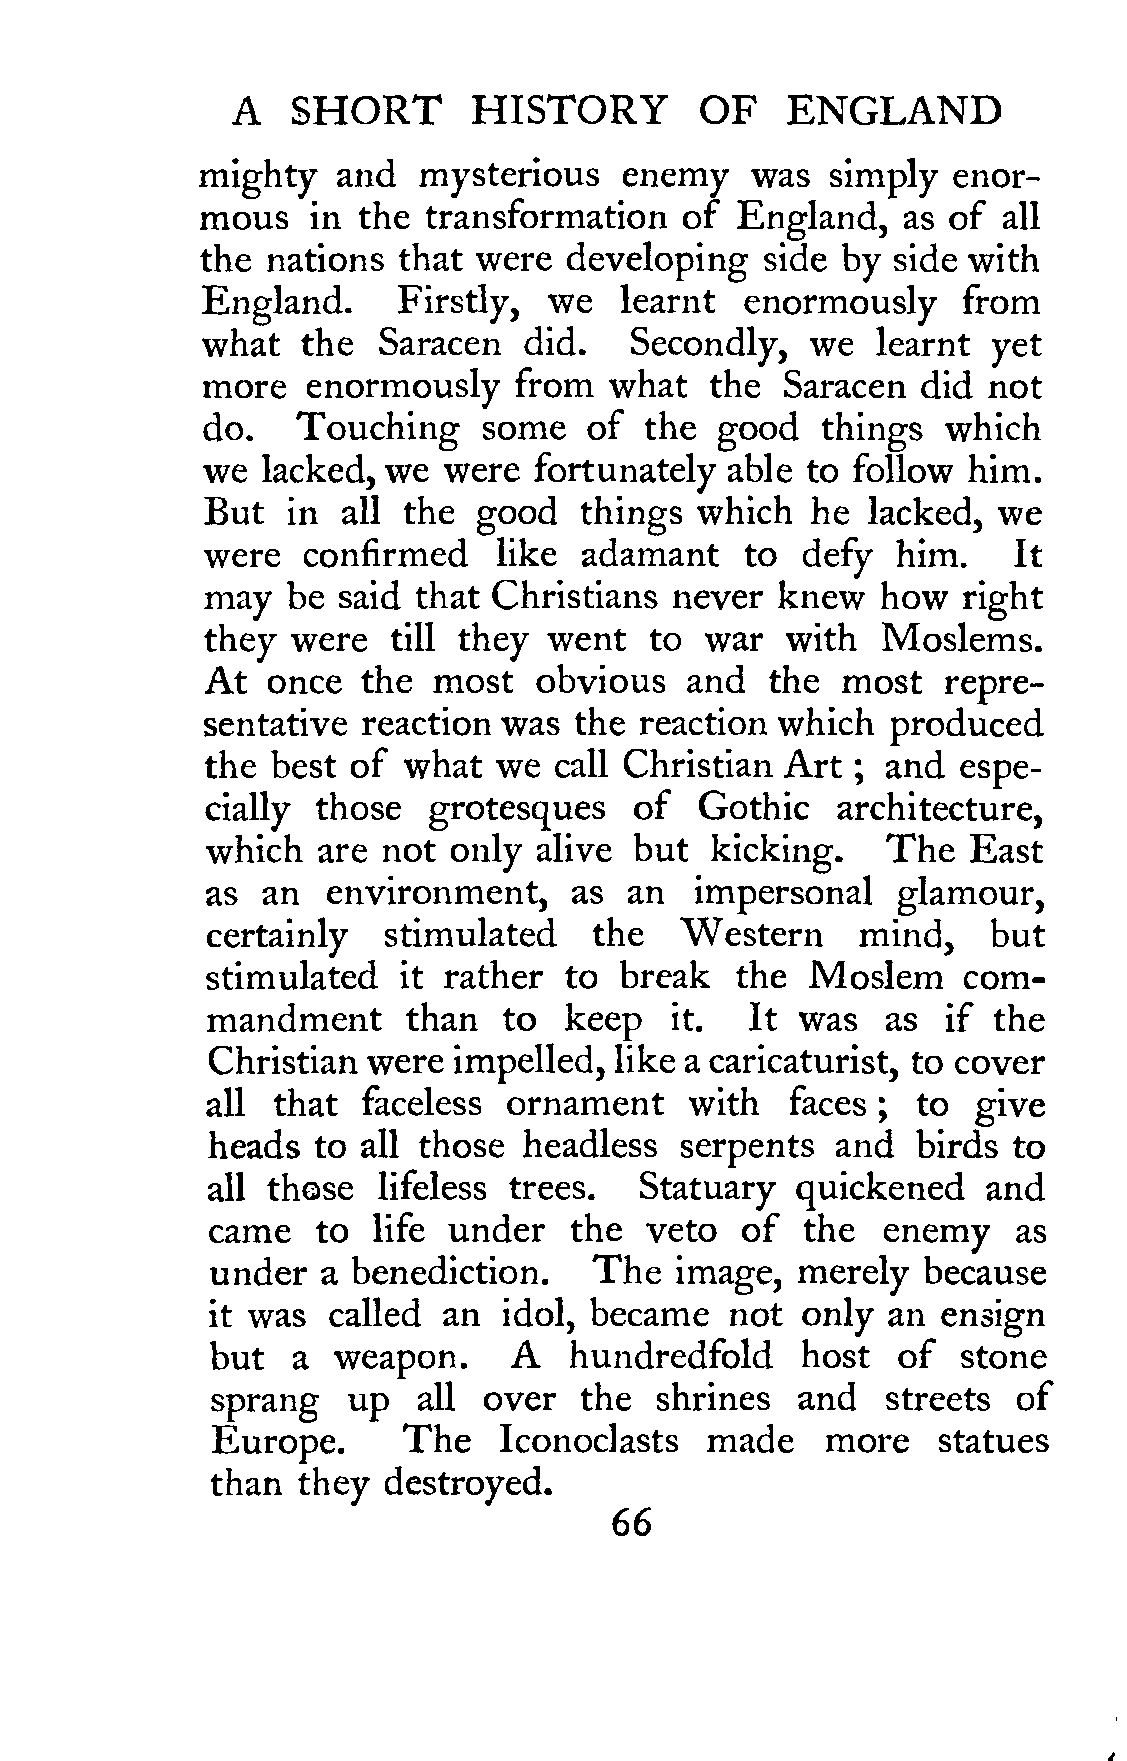 A SHORT HISTORY OF ENGLAND
mighty and mysterious enemy was simply enor-
mous in the transformation of England, as of all
the nations that were developing side by side with
England. Firstly, we learnt enormously from
what the Saracen did. Secondly, we learnt yet
more enormously from what the Saracen did not
do. Touching some of the good things which
we lacked, we were fortunately able to follow him.
But in all the good things which he lacked, we
were confirmed like adamant to defy him. It
may be said that Christians never knew how right
they were till they went to war with Moslems.
At once the most obvious and the most repre-
sentative reaction was the reaction which produced
the best of what we call Christian Art ; and espe-
cially those grotesques of Gothic architecture,
which are not only alive but kicking. The East
as an environment, as an impersonal glamour,
certainly stimulated the Western mind, but
stimulated it rather to break the Moslem com-
mandment than to keep it. It was as if the
Christian were impelled, like a caricaturist, to cover
all that faceless ornament with faces ; to give
heads to all those headless serpents and birds to
all those lifeless trees. Statuary quickened and
came to life under the veto of the enemy as
under a benediction. The image, merely because
it was called an idol, became not only an ensign
but a weapon. A hundredfold host of stone
sprang up all over the shrines and streets of
Europe. The Iconoclasts made more statues
than they destroyed.
66